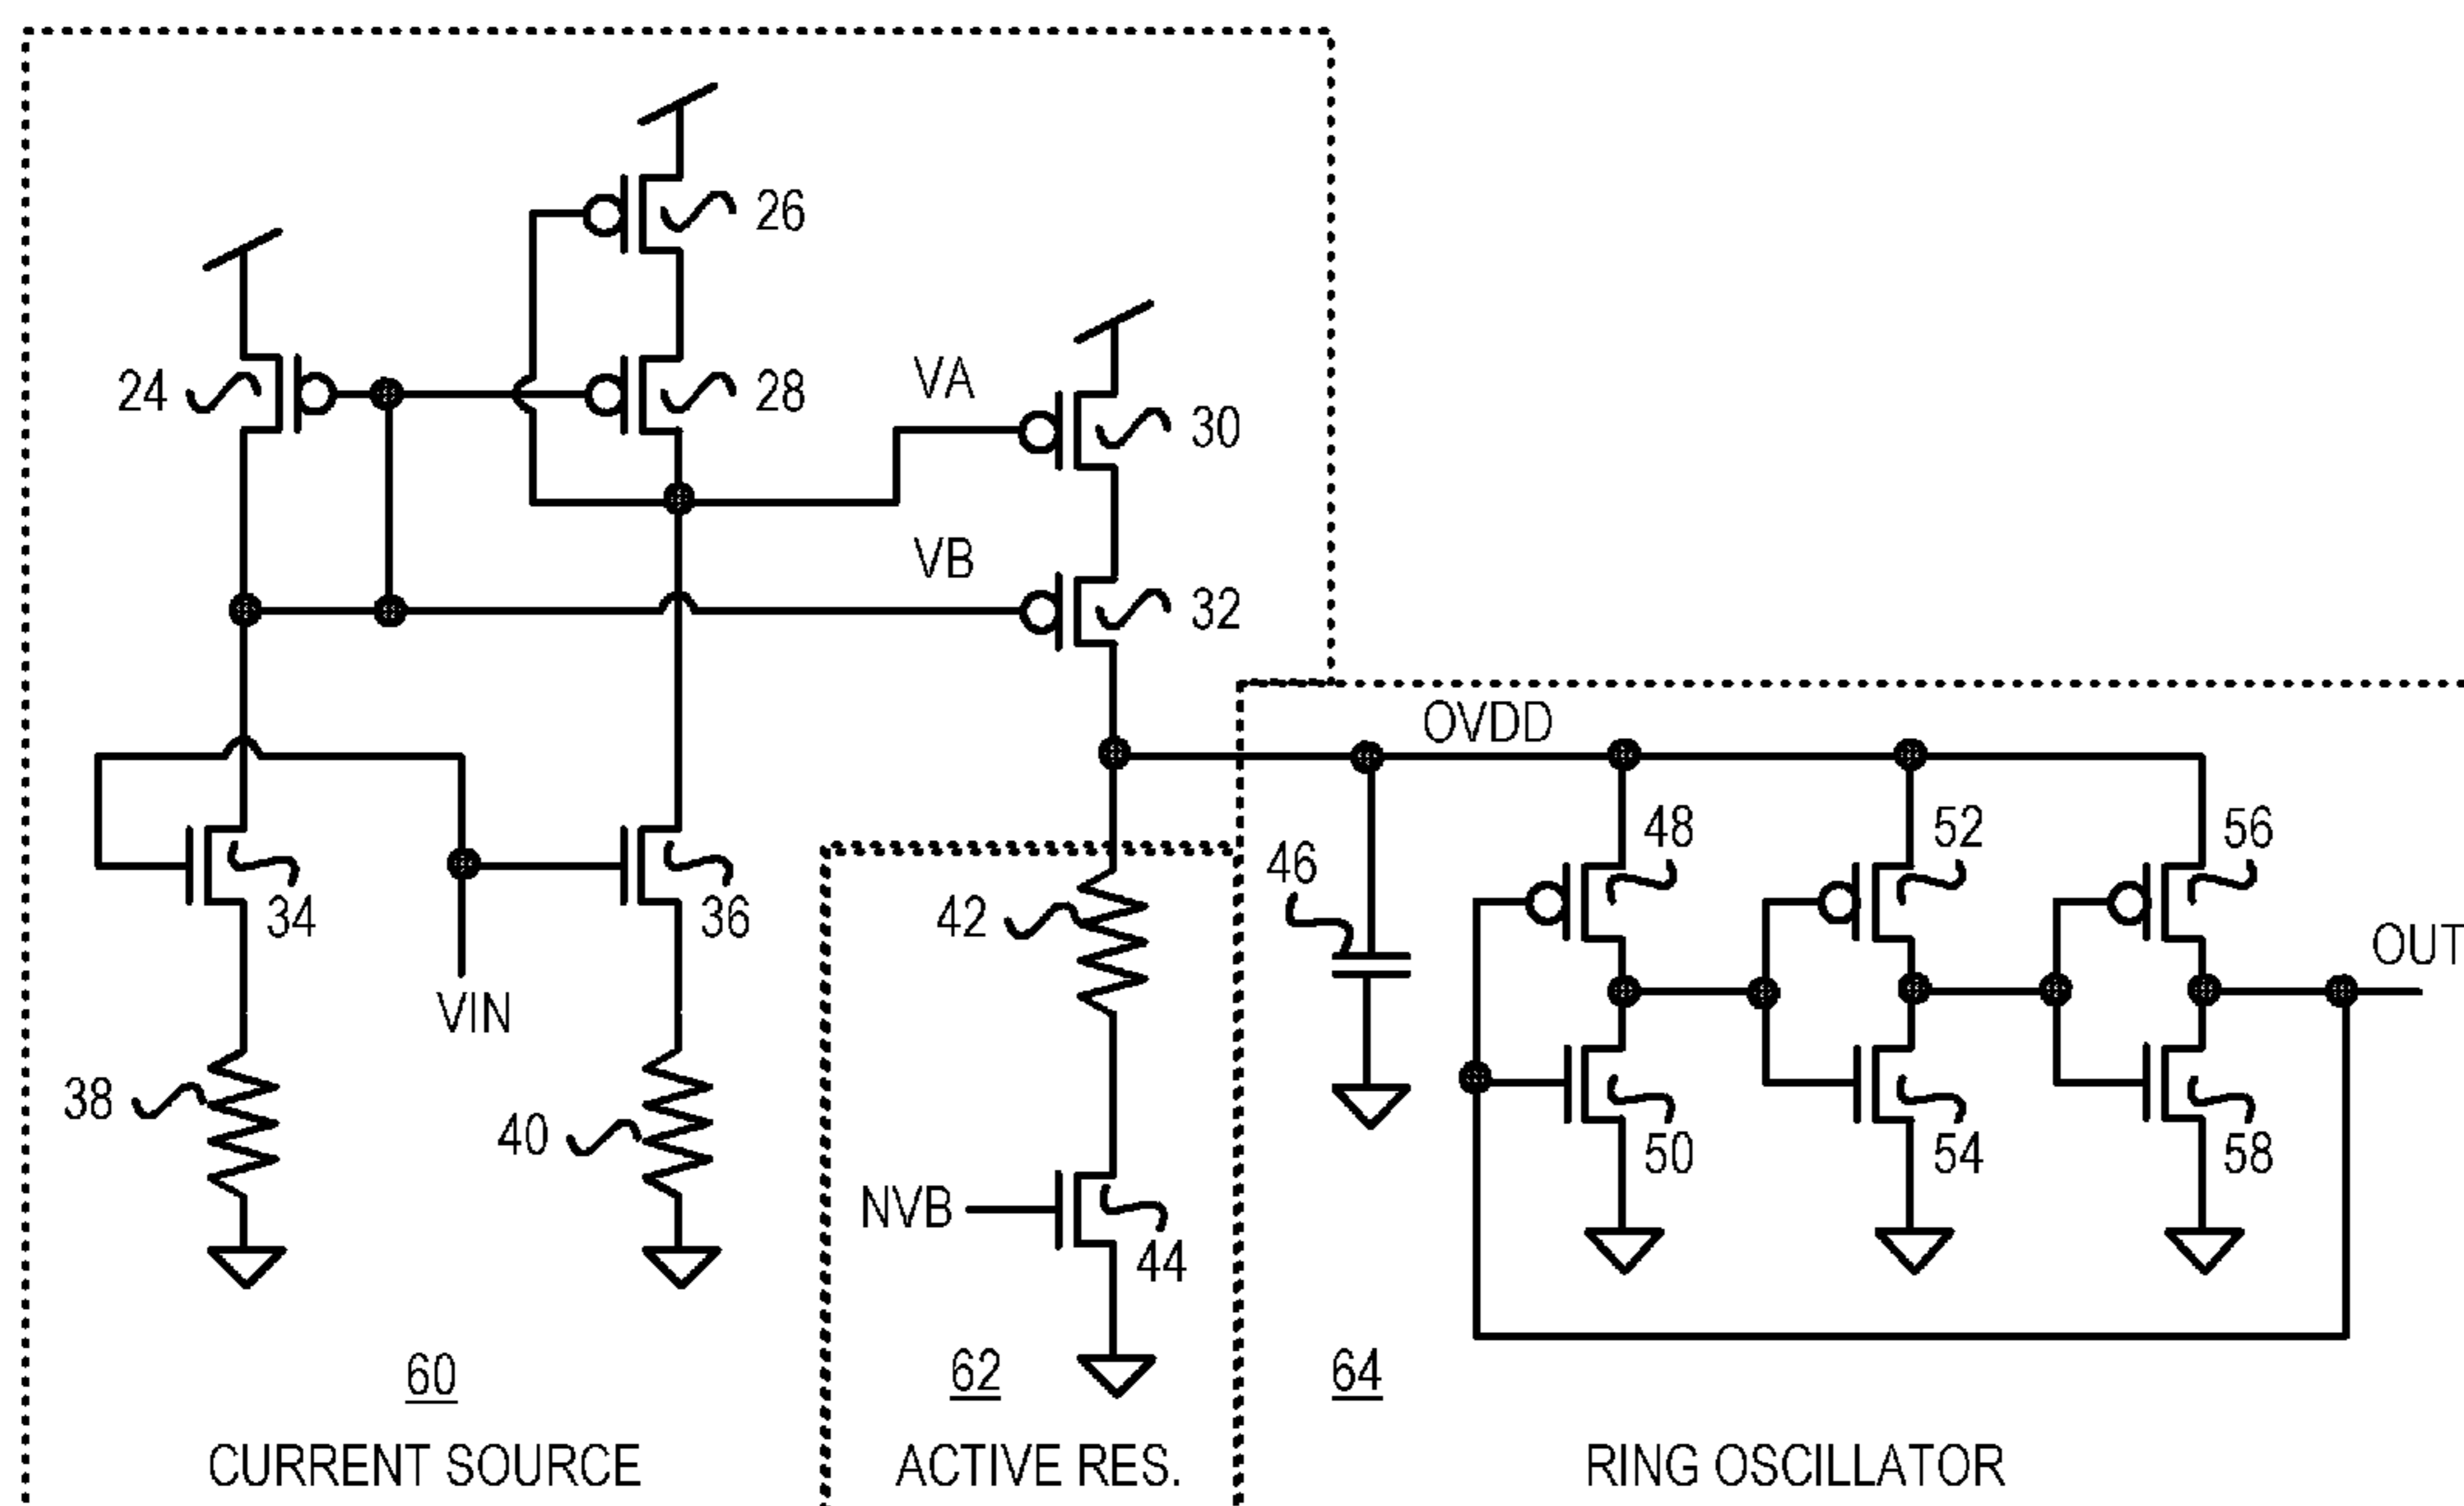 26
24
28
VA
30
VB
32
OVDD
48
52
56
46
42
34
36
OUT
VIN
38
40
50
54
58
NVB
44
60
62
64
CURRENT SOURCE
ACTIVE RES.
RING OSCILLATOR